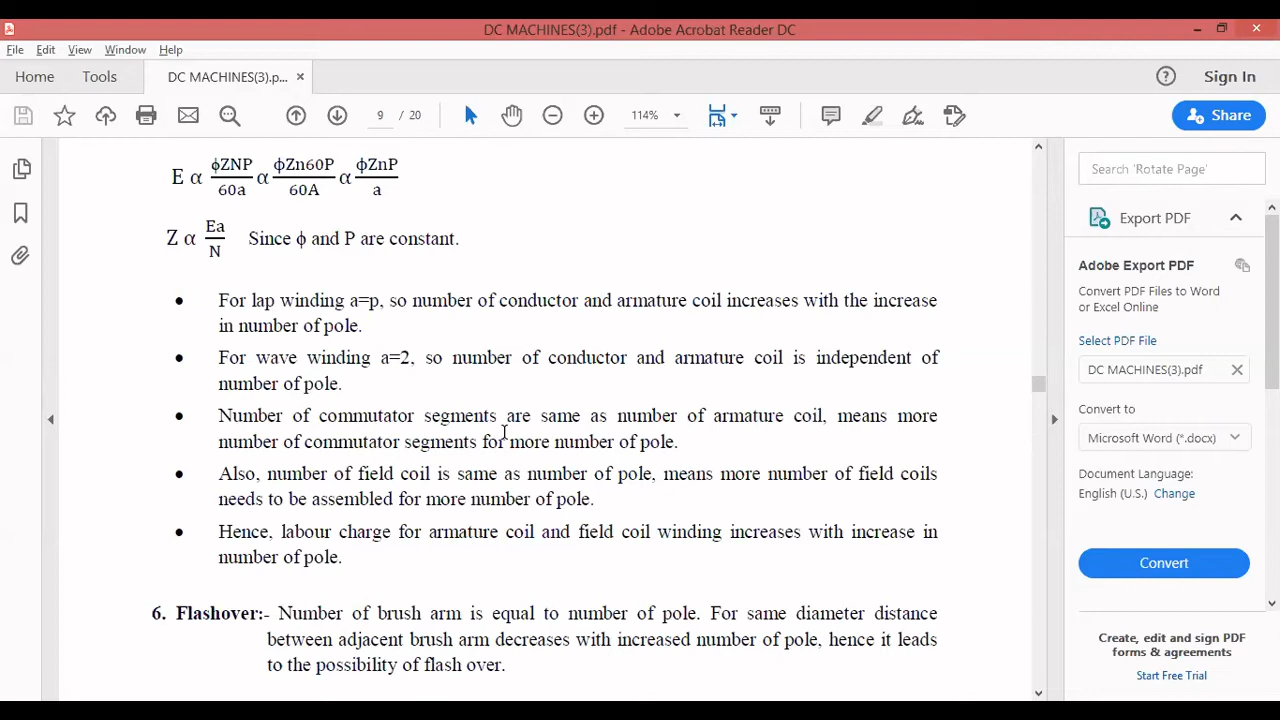 DC MACHINES(3).pdf - Adobe Acrobat Reader DC
File Edit View Window Help
Home Tools DC MACHINES(3).p... × Sign In
9 / 20 114% Share
E α ϕZNP/60a α ϕZn60P/60A α ϕZnP/a
Z α Ea/N Since ϕ and P are constant.
• For lap winding a=p, so number of conductor and armature coil increases with the increase
in number of pole.
• For wave winding a=2, so number of conductor and armature coil is independent of
number of pole.
• Number of commutator segments are same as number of armature coil, means more
number of commutator segments for more number of pole.
• Also, number of field coil is same as number of pole, means more number of field coils
needs to be assembled for more number of pole.
• Hence, labour charge for armature coil and field coil winding increases with increase in
number of pole.
6. Flashover:- Number of brush arm is equal to number of pole. For same diameter distance
between adjacent brush arm decreases with increased number of pole, hence it leads
to the possibility of flash over.
Search 'Rotate Page'
Export PDF
Adobe Export PDF
Convert PDF Files to Word
or Excel Online
Select PDF File
DC MACHINES(3).pdf ×
Convert to
Microsoft Word (*.docx)
Document Language:
English (U.S.) Change
Convert
Create, edit and sign PDF
forms & agreements
Start Free Trial